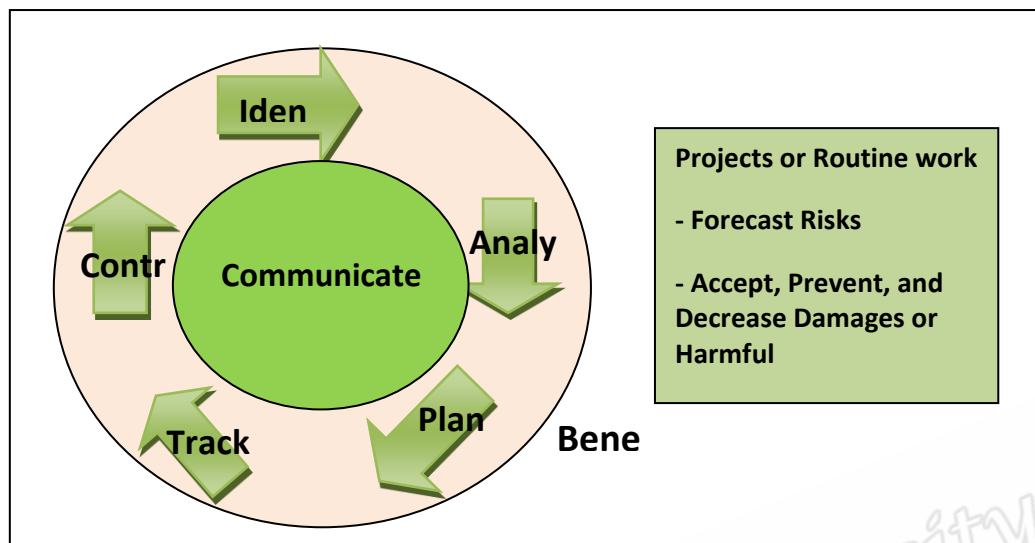 Iden
Analy
Plan
Track
Contr
Communicate
Bene
Projects or Routine work
- Forecast Risks
- Accept, Prevent, and
Decrease Damages or
Harmful